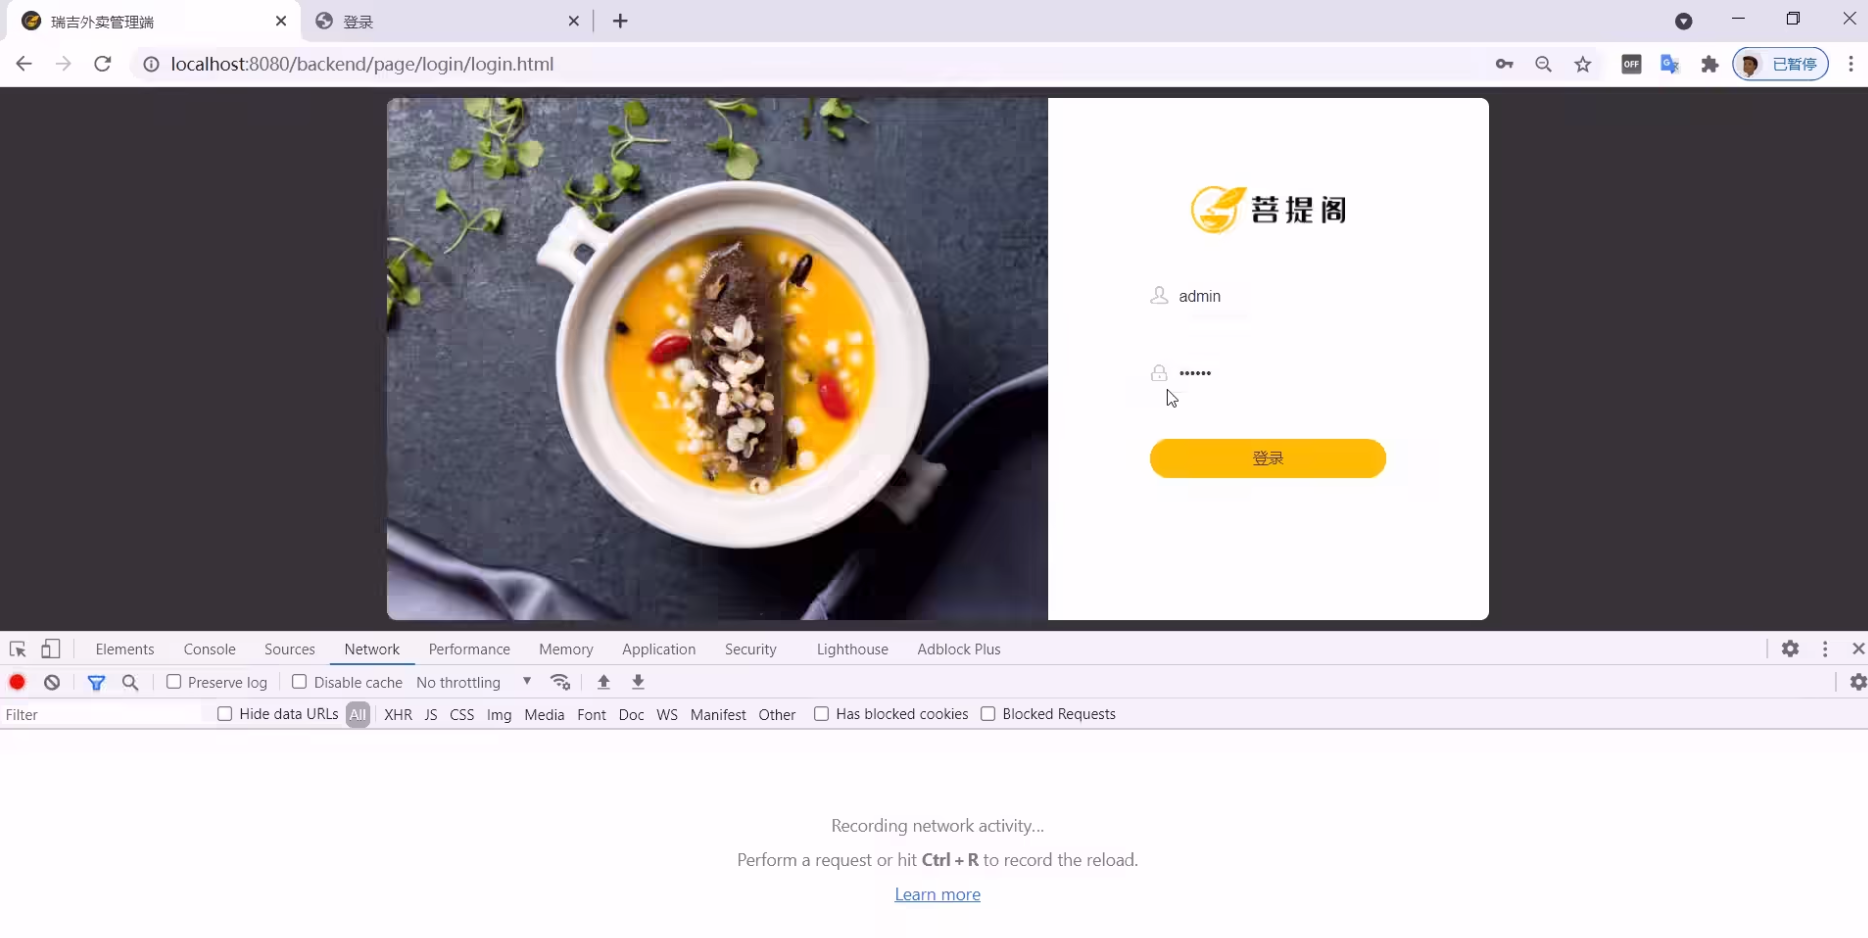 瑞吉外卖管理端
登录
localhost:8080/backend/page/login/login.html
OFF
已暂停
菩提阁
admin
••••••
登录
Elements Console Sources Network Performance Memory Application Security Lighthouse Adblock Plus
Preserve log Disable cache No throttling
Filter Hide data URLs All XHR JS CSS Img Media Font Doc WS Manifest Other Has blocked cookies Blocked Requests
Recording network activity...
Perform a request or hit Ctrl + R to record the reload.
Learn more